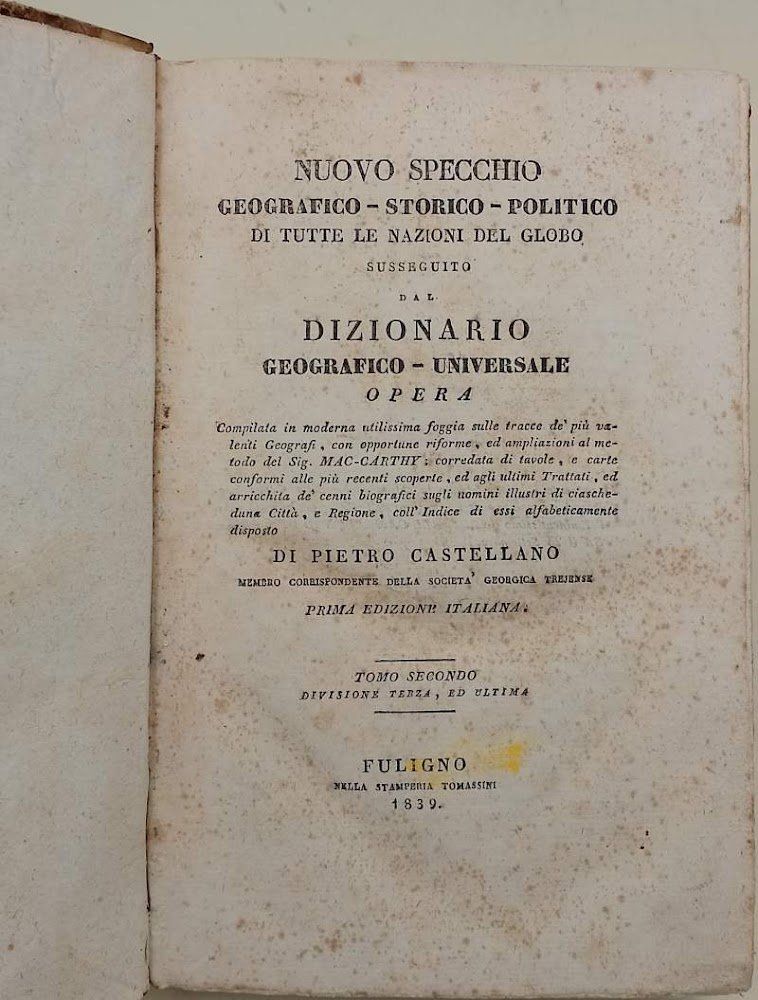 NUOVO SPECCHIO
GEOGRAFICO - STORICO - POLITICO
DI TUTTE LE NAZIONI DEL GLOBO
SUSSEGUITO
DAL
DIZIONARIO
GEOGRAFICO - UNIVERSALE
OPERA
Compilata in moderna utilissima foggia sulle tracce de' più va-
lenti Geografi, con opportune riforme, ed ampliazioni al me-
todo del Sig. MAC-CARTHY; corredata di tavole, e carte
conformi alle più recenti scoperte, ed agli ultimi Trattati, ed
arricchita de' cenni biografici sugli uomini illustri di ciasche-
duna Città, e Regione, coll' Indice di essi alfabeticamente
disposto
DI PIETRO CASTELLANO
MEMBRO CORRISPONDENTE DELLA SOCIETA' GEORGICA TREJENSE
PRIMA EDIZIONE ITALIANA.
TOMO SECONDO
DIVISIONE TERZA, ED ULTIMA
FULIGNO
NELLA STAMPERIA TOMASSINI
1839.